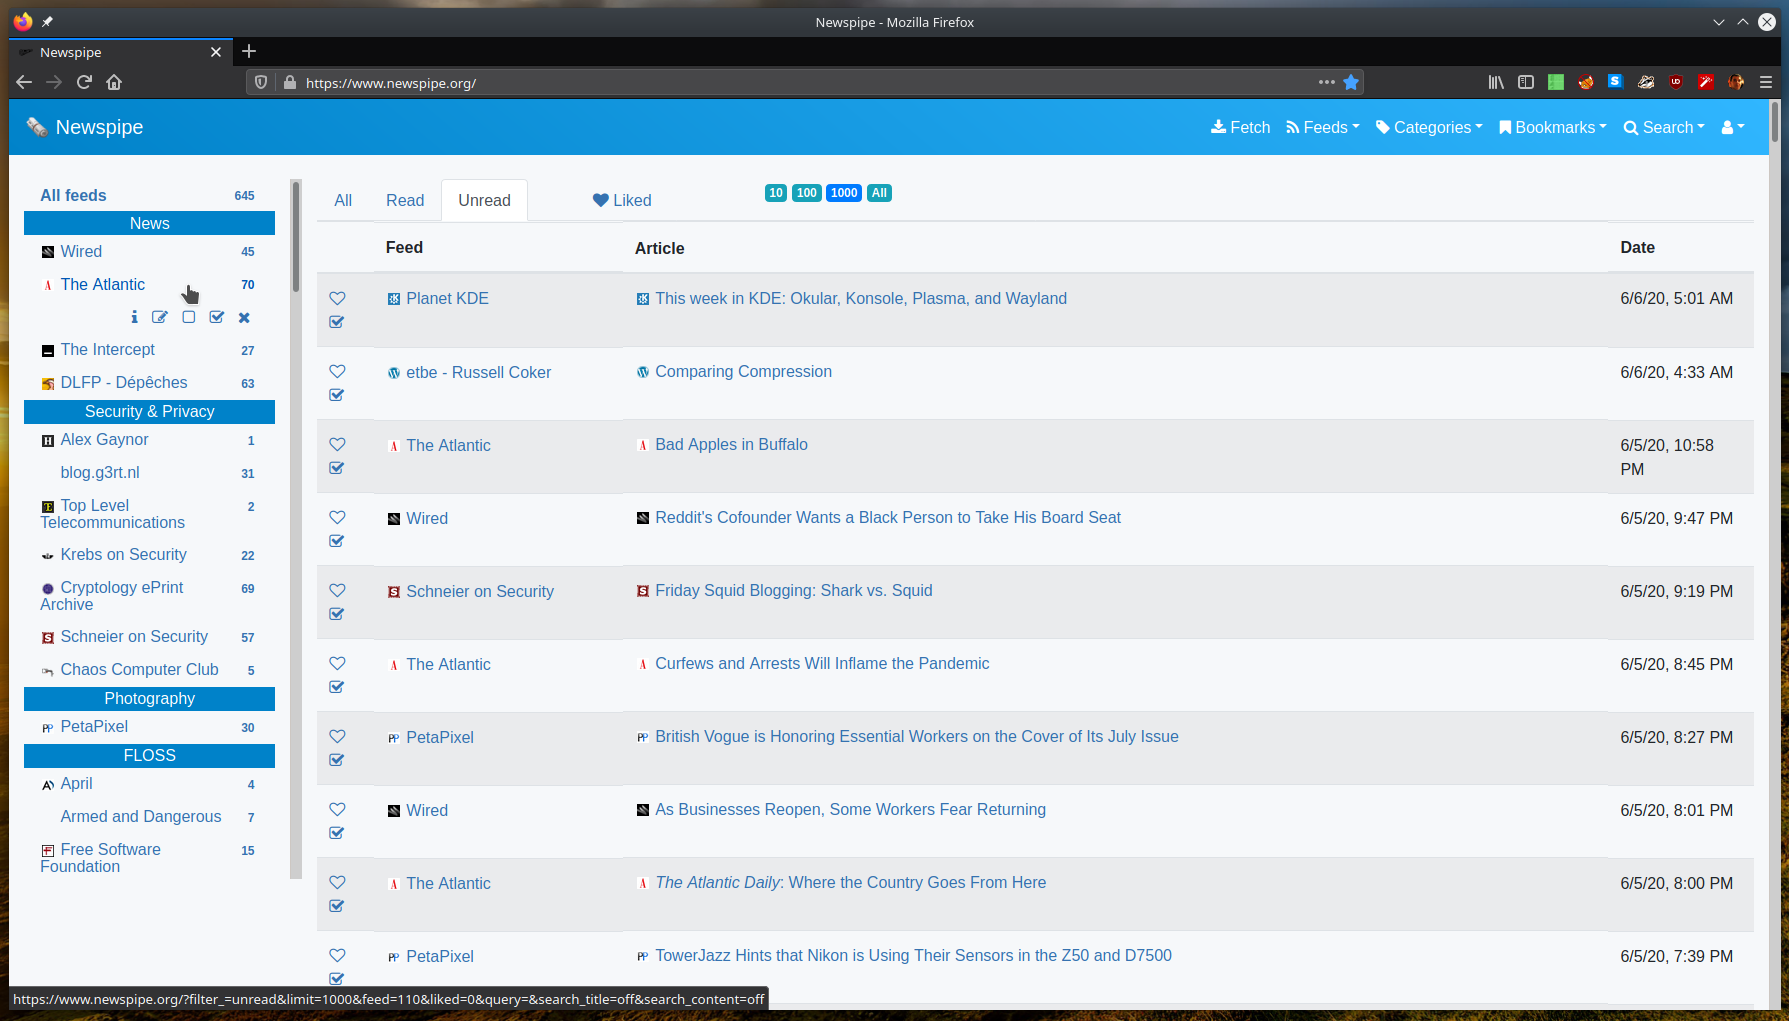 Newspipe - Mozilla Firefox
Newspipe
https://www.newspipe.org/
Newspipe
Fetch Feeds Categories Bookmarks Search
All feeds 645
News
Wired 45
The Atlantic 70
The Intercept 27
DLFP - Dépêches 63
Security & Privacy
Alex Gaynor 1
blog.g3rt.nl 31
Top Level
Telecommunications 2
Krebs on Security 22
Cryptology ePrint
Archive 69
Schneier on Security 57
Chaos Computer Club 5
Photography
PetaPixel 30
FLOSS
April 4
Armed and Dangerous 7
Free Software
Foundation 15
All Read Unread Liked 10 100 1000 All
Feed Article Date
Planet KDE This week in KDE: Okular, Konsole, Plasma, and Wayland 6/6/20, 5:01 AM
etbe - Russell Coker Comparing Compression 6/6/20, 4:33 AM
The Atlantic Bad Apples in Buffalo 6/5/20, 10:58
PM
Wired Reddit's Cofounder Wants a Black Person to Take His Board Seat 6/5/20, 9:47 PM
Schneier on Security Friday Squid Blogging: Shark vs. Squid 6/5/20, 9:19 PM
The Atlantic Curfews and Arrests Will Inflame the Pandemic 6/5/20, 8:45 PM
PetaPixel British Vogue is Honoring Essential Workers on the Cover of Its July Issue 6/5/20, 8:27 PM
Wired As Businesses Reopen, Some Workers Fear Returning 6/5/20, 8:01 PM
The Atlantic The Atlantic Daily: Where the Country Goes From Here 6/5/20, 8:00 PM
PetaPixel TowerJazz Hints that Nikon is Using Their Sensors in the Z50 and D7500 6/5/20, 7:39 PM
https://www.newspipe.org/?filter_=unread&limit=1000&feed=110&liked=0&query=&search_title=off&search_content=off